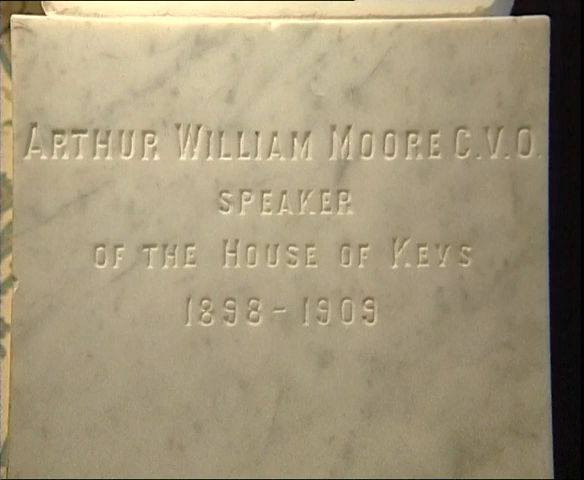 ARTHUR WILLIAM MOORE C.V.O.
SPEAKER
OF THE HOUSE OF KEYS
1898-1909